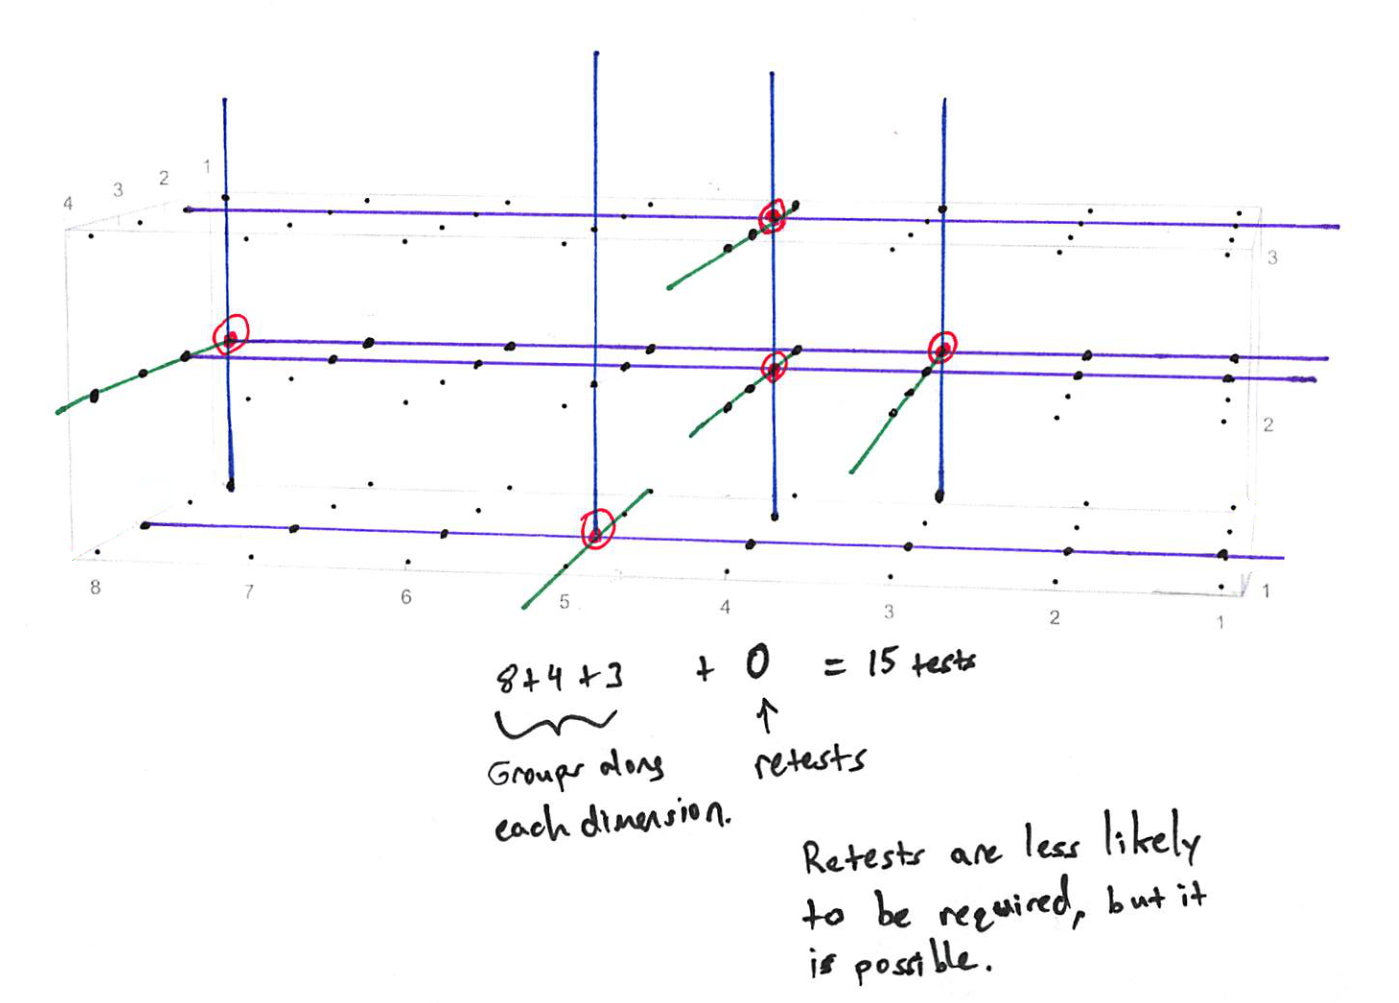 1
2
3
4
3
2
1
8
7
6
5
4
3
2
1
8+4+3 + 0 = 15 tests
↑
Groups along
each dimension.
retests
Retests are less likely
to be required, but it
is possible.